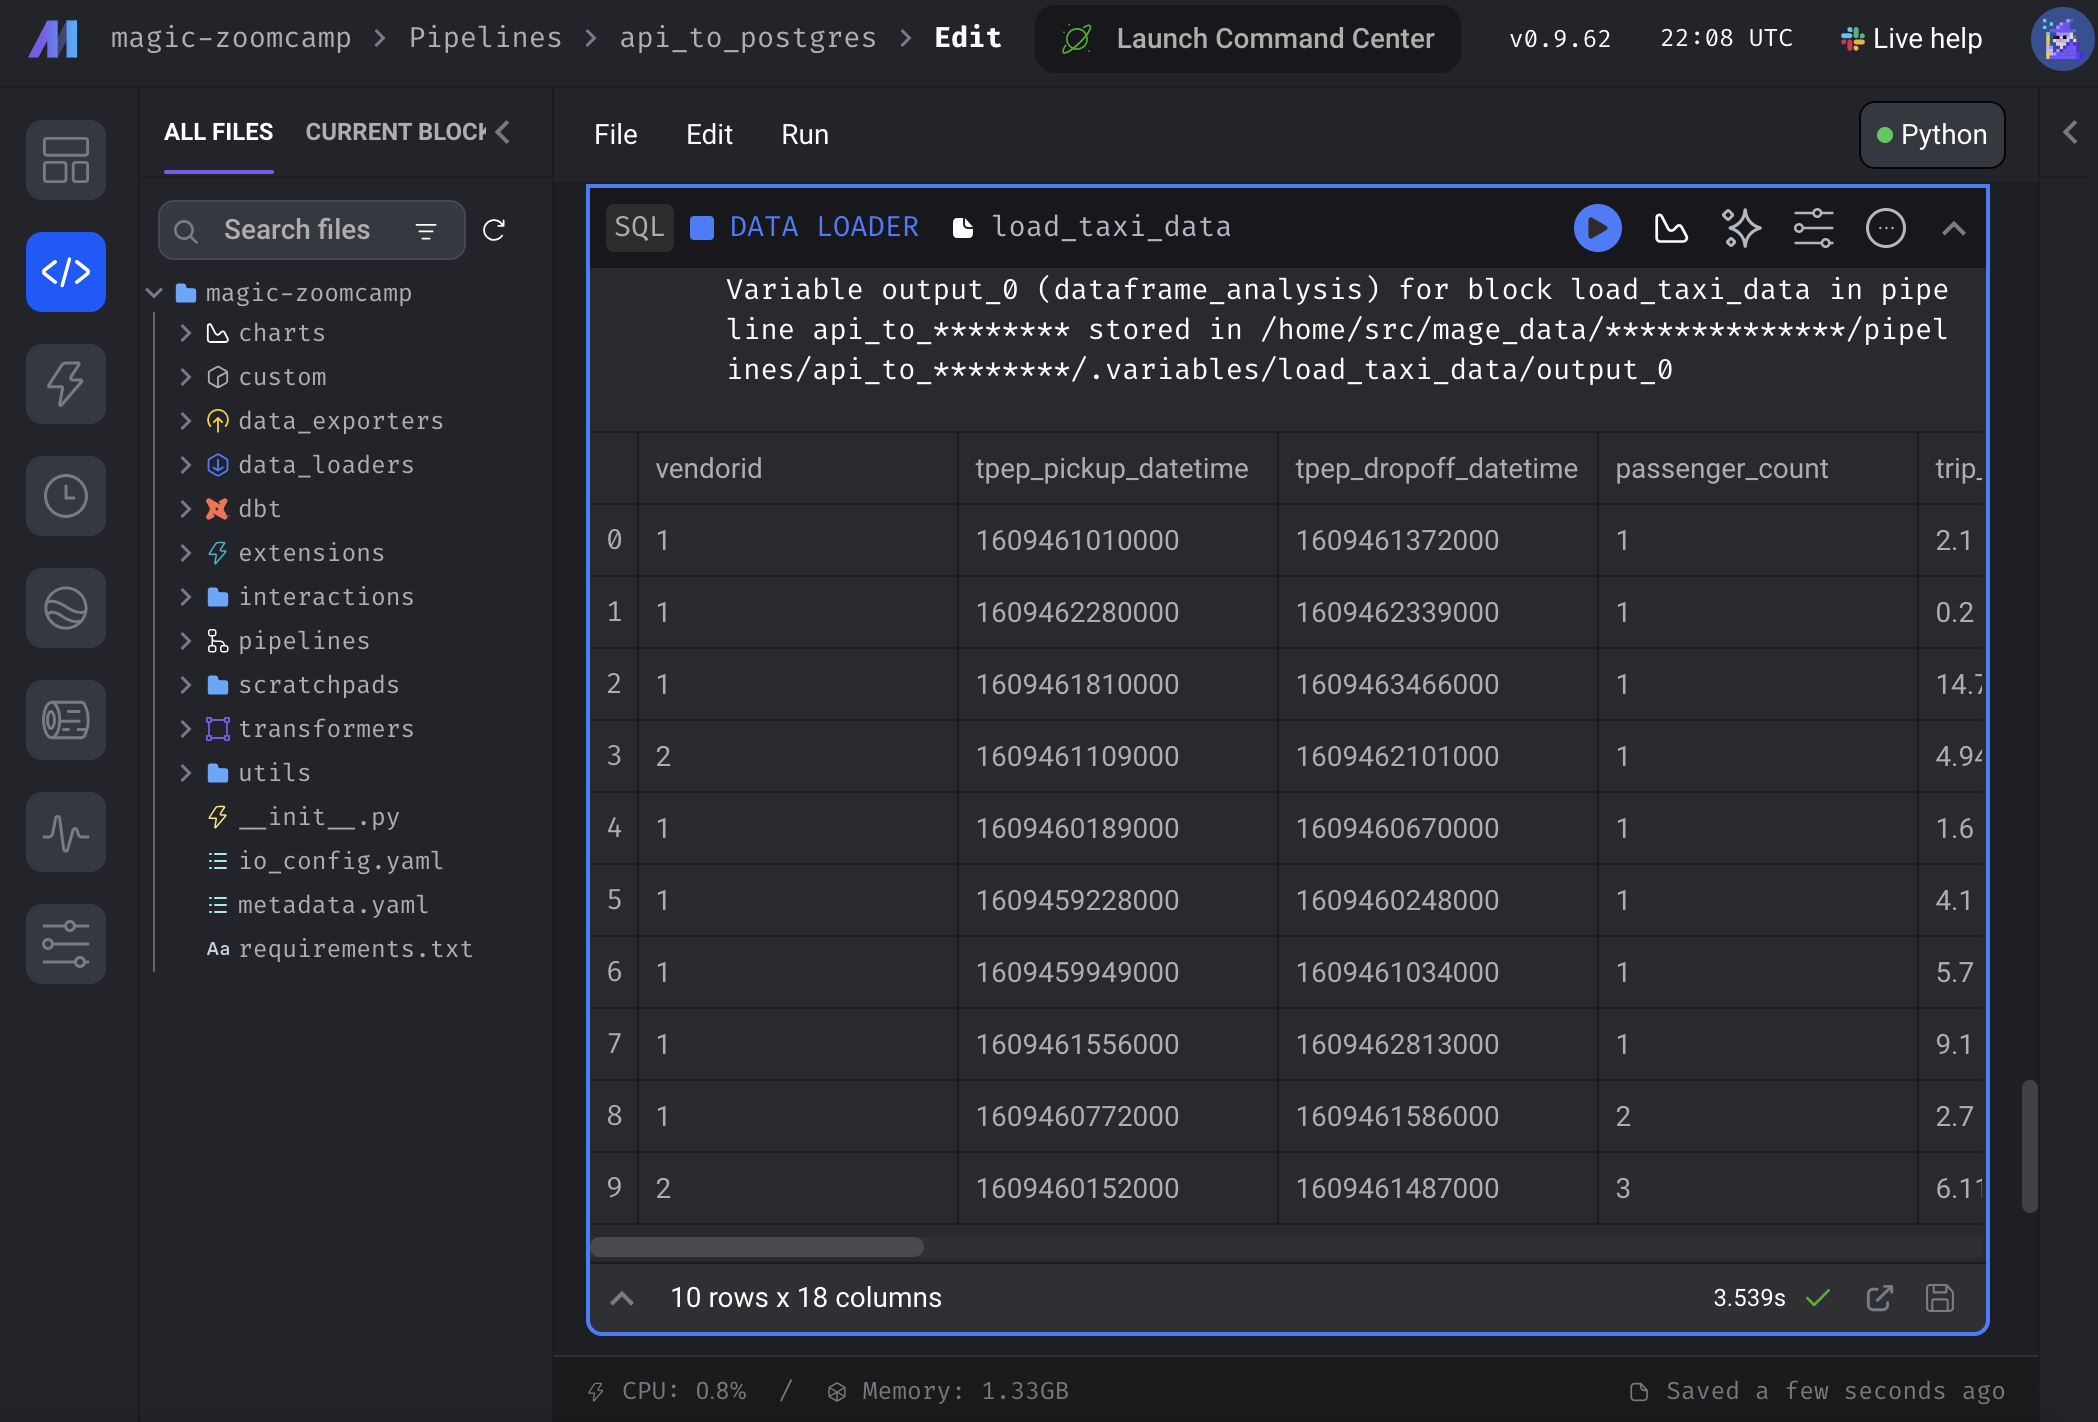 magic-zoomcamp > Pipelines > api_to_postgres > Edit Launch Command Center v0.9.62 22:08 UTC Live help
ALL FILES CURRENT BLOCK
File Edit Run Python
Search files
magic-zoomcamp
charts
custom
data_exporters
data_loaders
dbt
extensions
interactions
pipelines
scratchpads
transformers
utils
__init__.py
io_config.yaml
metadata.yaml
Aa requirements.txt
SQL DATA LOADER load_taxi_data
Variable output_0 (dataframe_analysis) for block load_taxi_data in pipe
line api_to_******** stored in /home/src/mage_data/**************/pipel
ines/api_to_********/.variables/load_taxi_data/output_0
vendorid tpep_pickup_datetime tpep_dropoff_datetime passenger_count trip_
0 1 1609461010000 1609461372000 1 2.1
1 1 1609462280000 1609462339000 1 0.2
2 1 1609461810000 1609463466000 1 14.7
3 2 1609461109000 1609462101000 1 4.94
4 1 1609460189000 1609460670000 1 1.6
5 1 1609459228000 1609460248000 1 4.1
6 1 1609459949000 1609461034000 1 5.7
7 1 1609461556000 1609462813000 1 9.1
8 1 1609460772000 1609461586000 2 2.7
9 2 1609460152000 1609461487000 3 6.11
10 rows x 18 columns 3.539s
CPU: 0.8% / Memory: 1.33GB Saved a few seconds ago